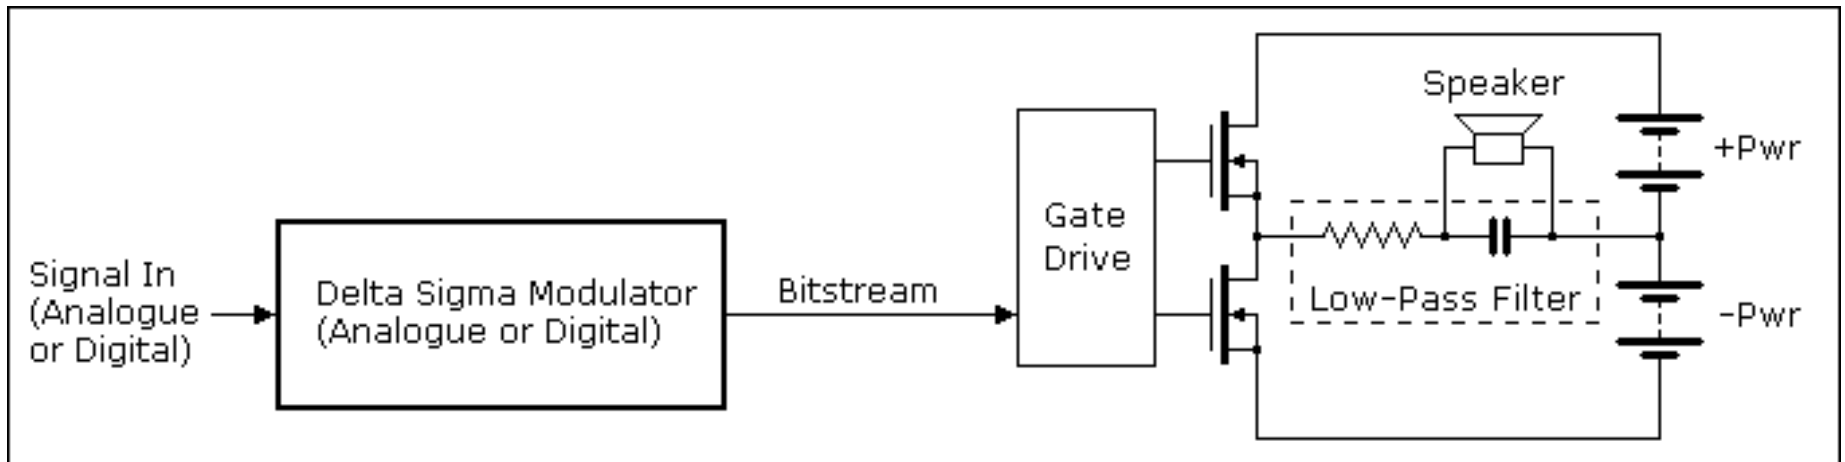 Signal In
(Analogue
or Digital)
Delta Sigma Modulator
(Analogue or Digital)
Bitstream
Gate
Drive
Speaker
Low-Pass Filter
+Pwr
-Pwr